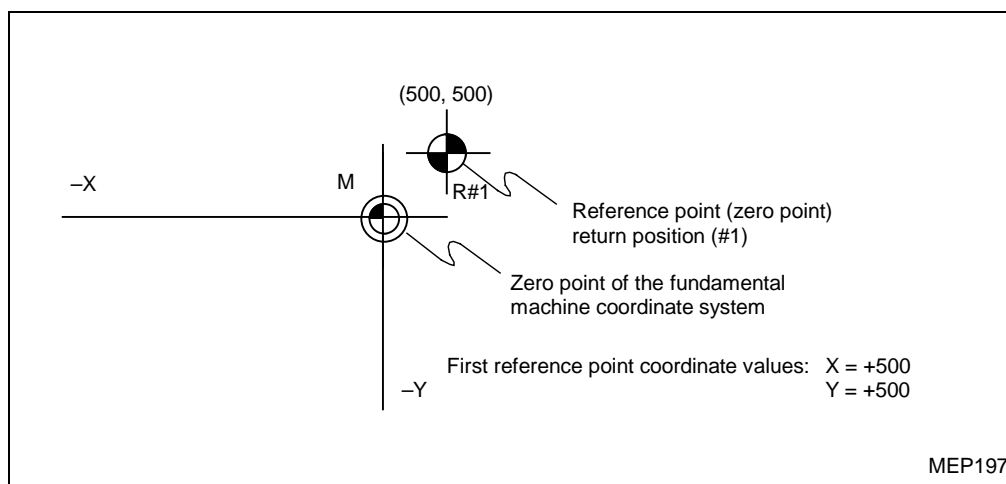 (500, 500)
–X
M
R#1
Reference point (zero point)
return position (#1)
Zero point of the fundamental
machine coordinate system
First reference point coordinate values: X = +500
Y = +500
–Y
MEP197